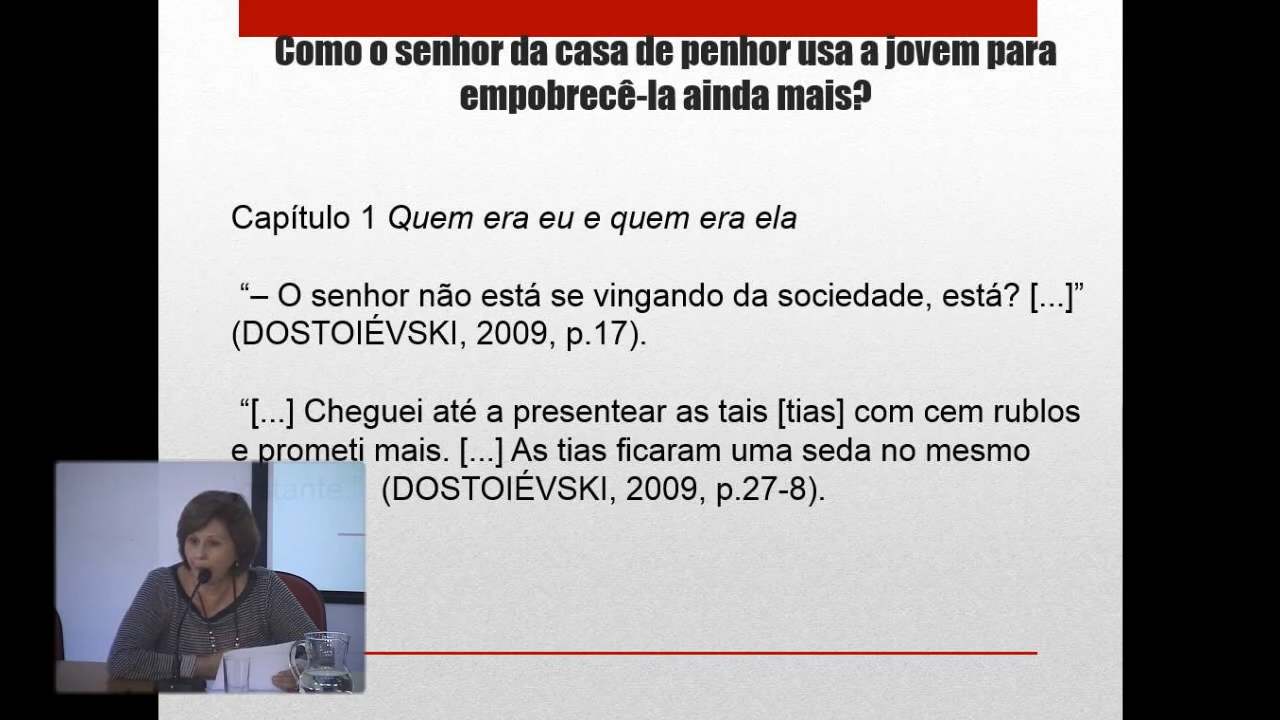 Como o senhor da casa de penhor usa a jovem para
empobrecê-la ainda mais?
Capítulo 1 Quem era eu e quem era ela
“– O senhor não está se vingando da sociedade, está? [...]”
(DOSTOIÉVSKI, 2009, p.17).
“[...] Cheguei até a presentear as tais [tias] com cem rublos
e prometi mais. [...] As tias ficaram uma seda no mesmo
(DOSTOIÉVSKI, 2009, p.27-8).